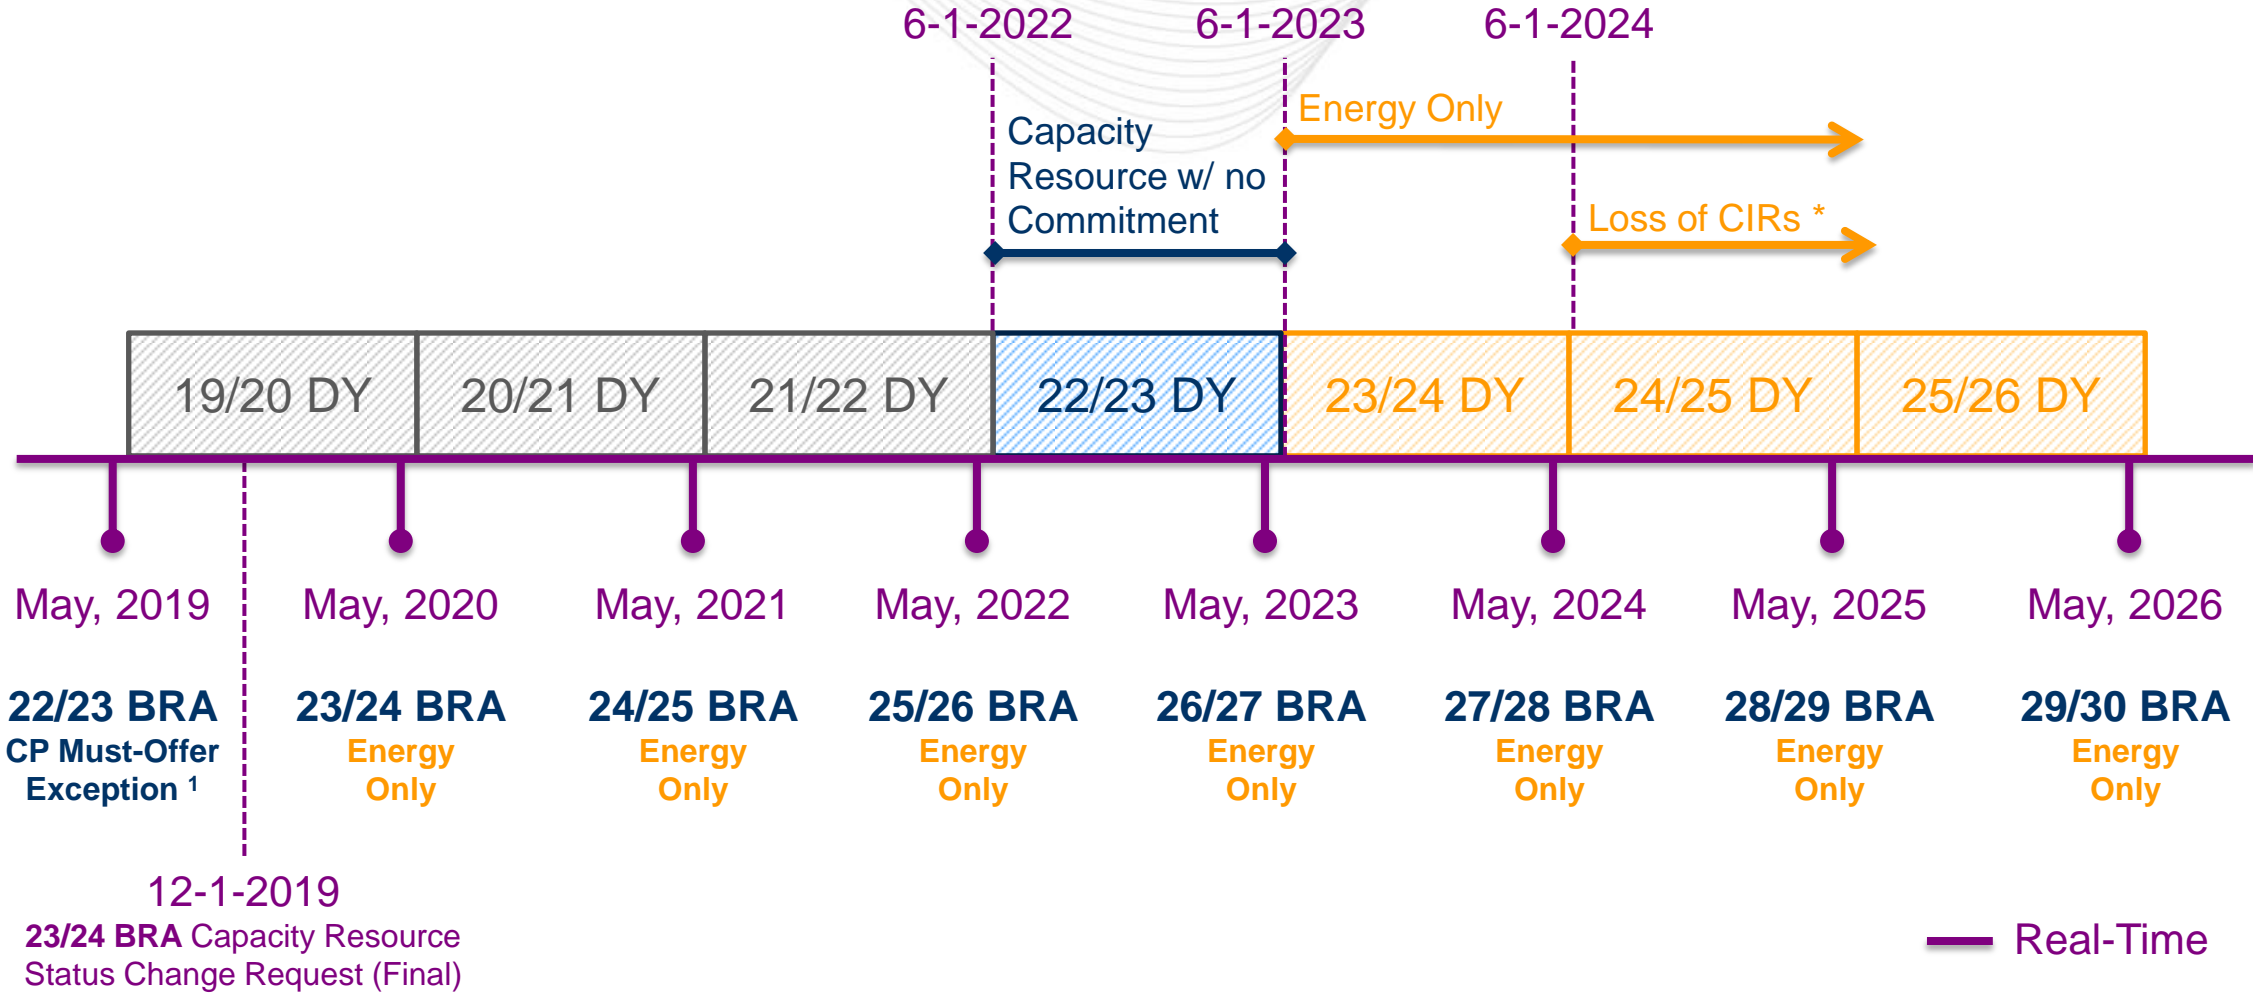 6-1-2022
6-1-2023
6-1-2024
Energy Only
Capacity
Resource w/ no
Commitment
Loss of CIRs *
19/20 DY
20/21 DY
21/22 DY
22/23 DY
23/24 DY
24/25 DY
25/26 DY
May, 2019
May, 2020
May, 2021
May, 2022
May, 2023
May, 2024
May, 2025
May, 2026
22/23 BRA
CP Must-Offer
Exception ¹
23/24 BRA
Energy
Only
24/25 BRA
Energy
Only
25/26 BRA
Energy
Only
26/27 BRA
Energy
Only
27/28 BRA
Energy
Only
28/29 BRA
Energy
Only
29/30 BRA
Energy
Only
12-1-2019
23/24 BRA Capacity Resource
Status Change Request (Final)
Real-Time